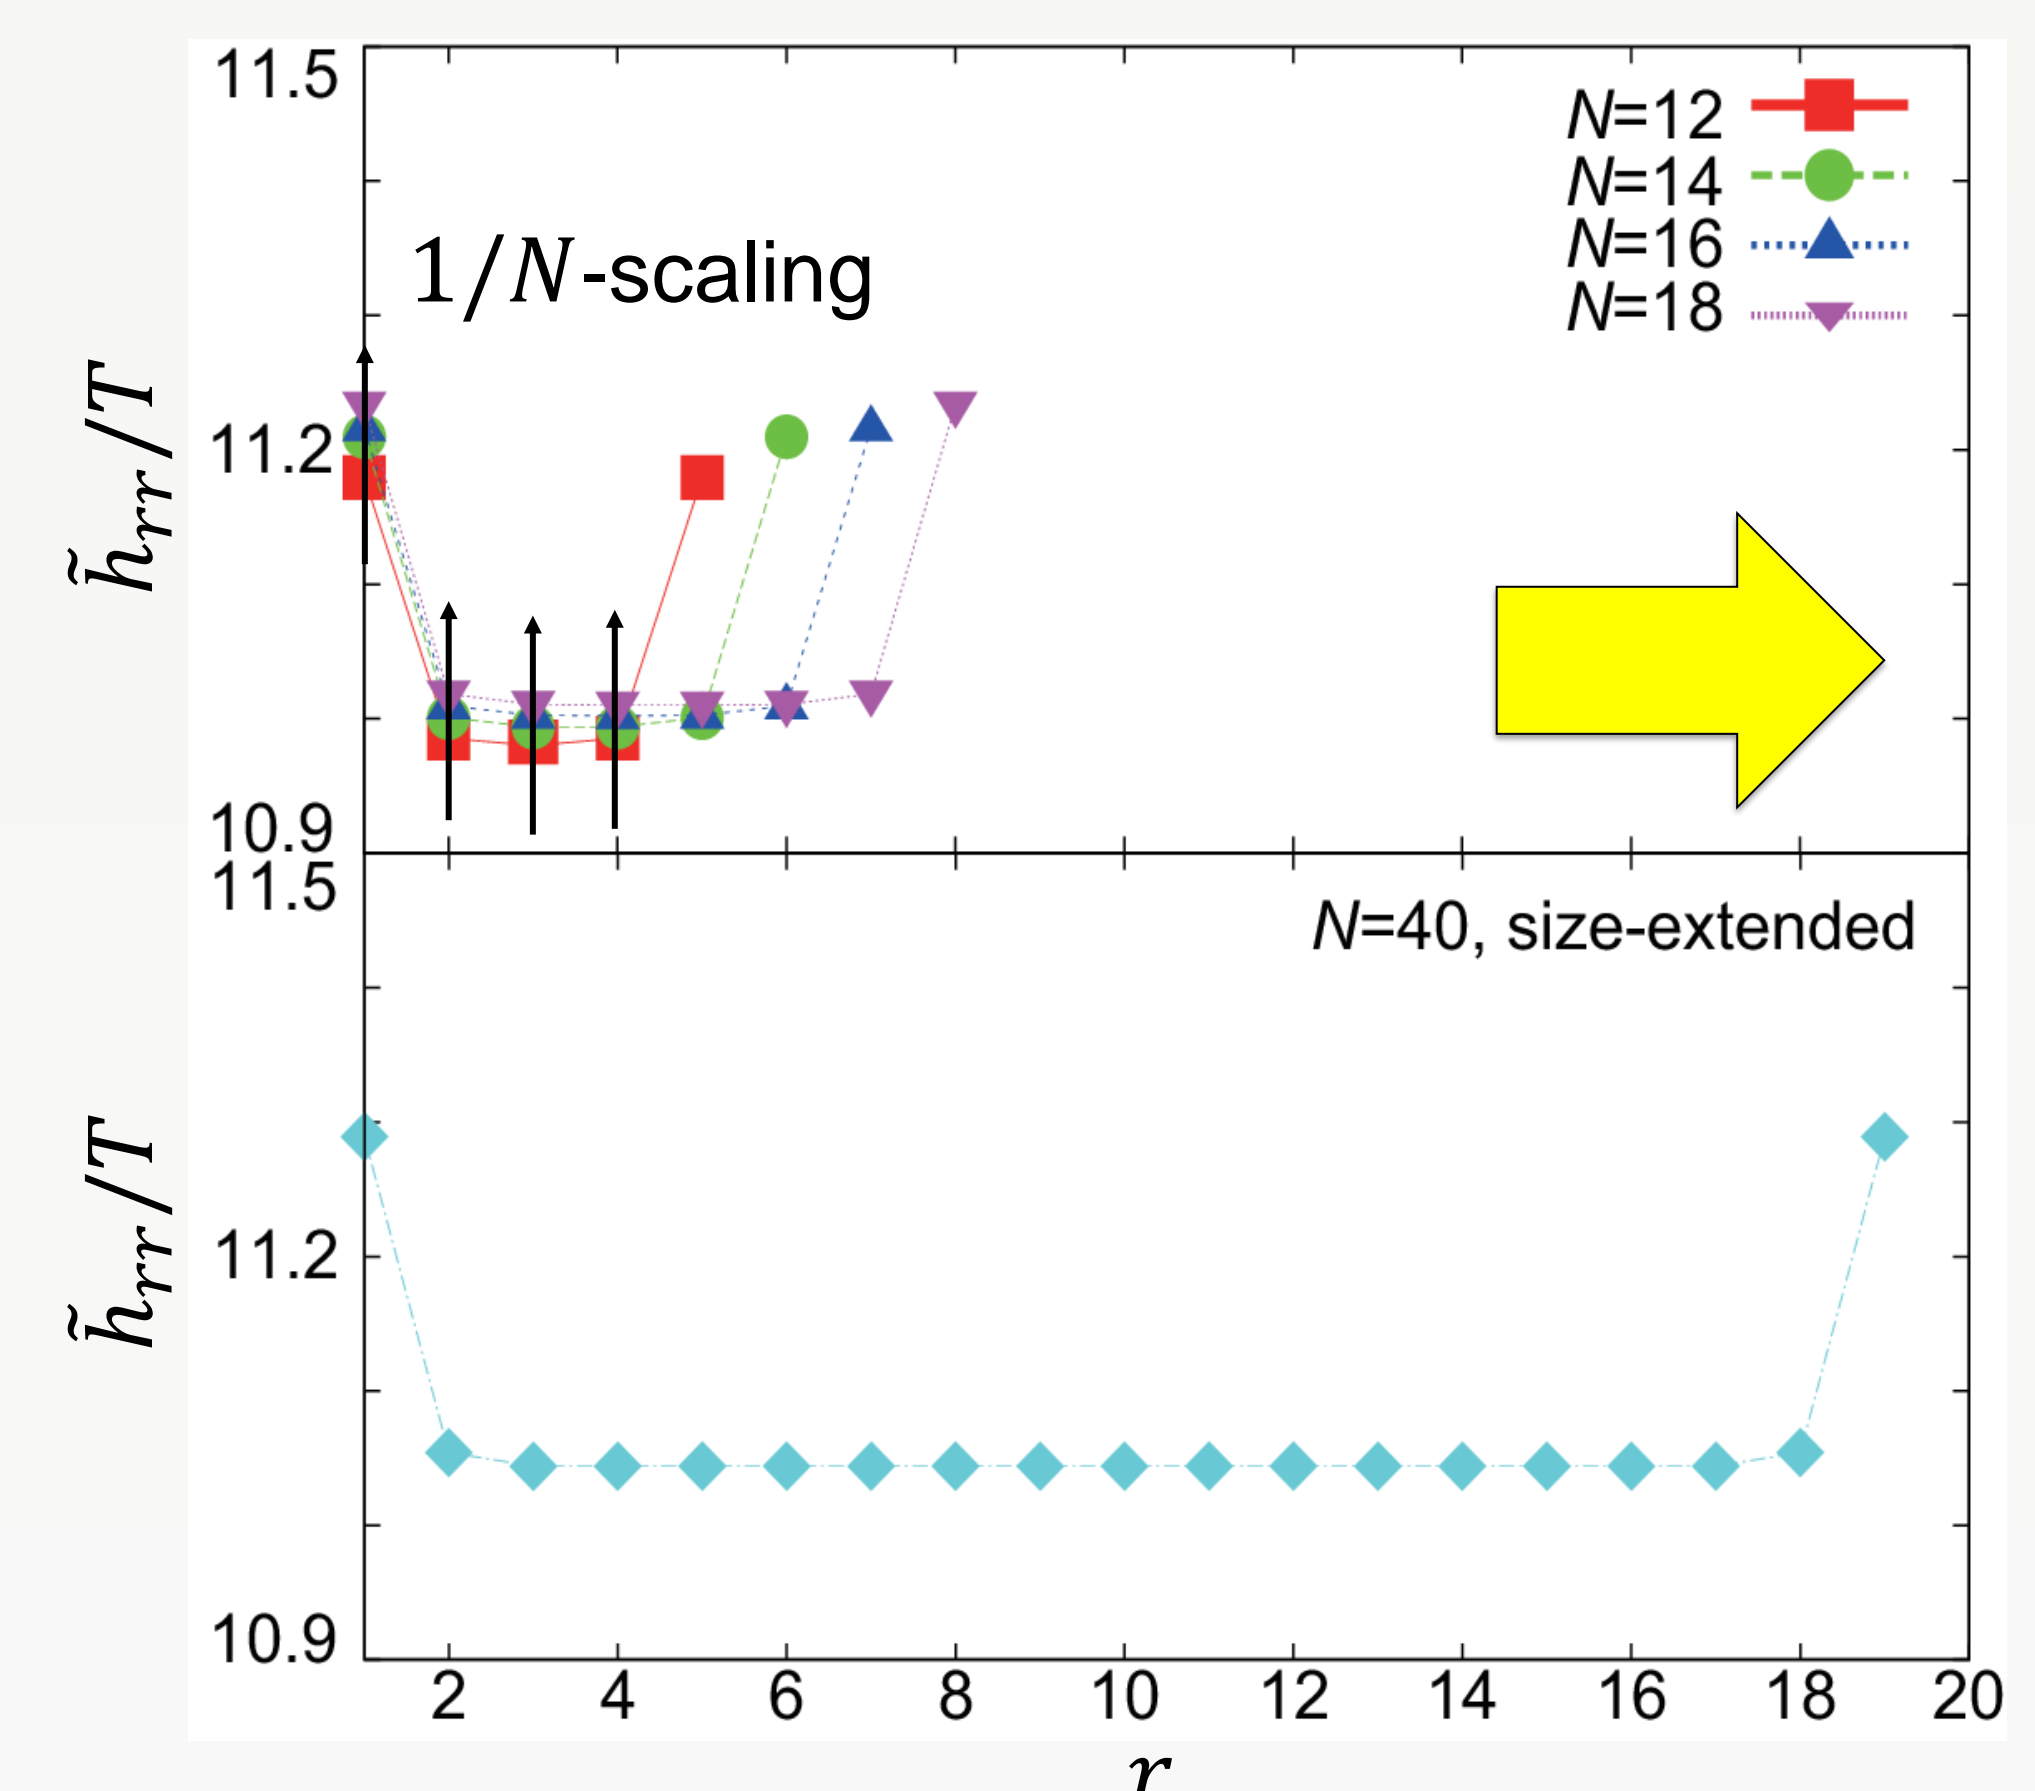 11.5
N=12
N=14
N=16
N=18
1/N-scaling
h̃rr/T
11.2
10.9
11.5
N=40, size-extended
h̃rr/T
11.2
10.9
2 4 6 8 10 12 14 16 18 20
r